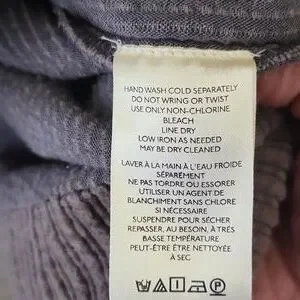 HAND WASH COLD SEPARATELY
DO NOT WRING OR TWIST
USE ONLY NON-CHLORINE
BLEACH
LINE DRY
LOW IRON AS NEEDED
MAY BE DRY CLEANED
LAVER À LA MAIN À L'EAU FROIDE
SÉPARÉMENT
NE PAS TORDRE OU ESSORER
UTILISER UN AGENT DE
BLANCHIMENT SANS CHLORE
SI NÉCESSAIRE
SUSPENDRE POUR SÉCHER
REPASSER, AU BESOIN, À TRÈS
BASSE TEMPÉRATURE
PEUT-ÊTRE ÊTRE NETTOYÉE
À SEC